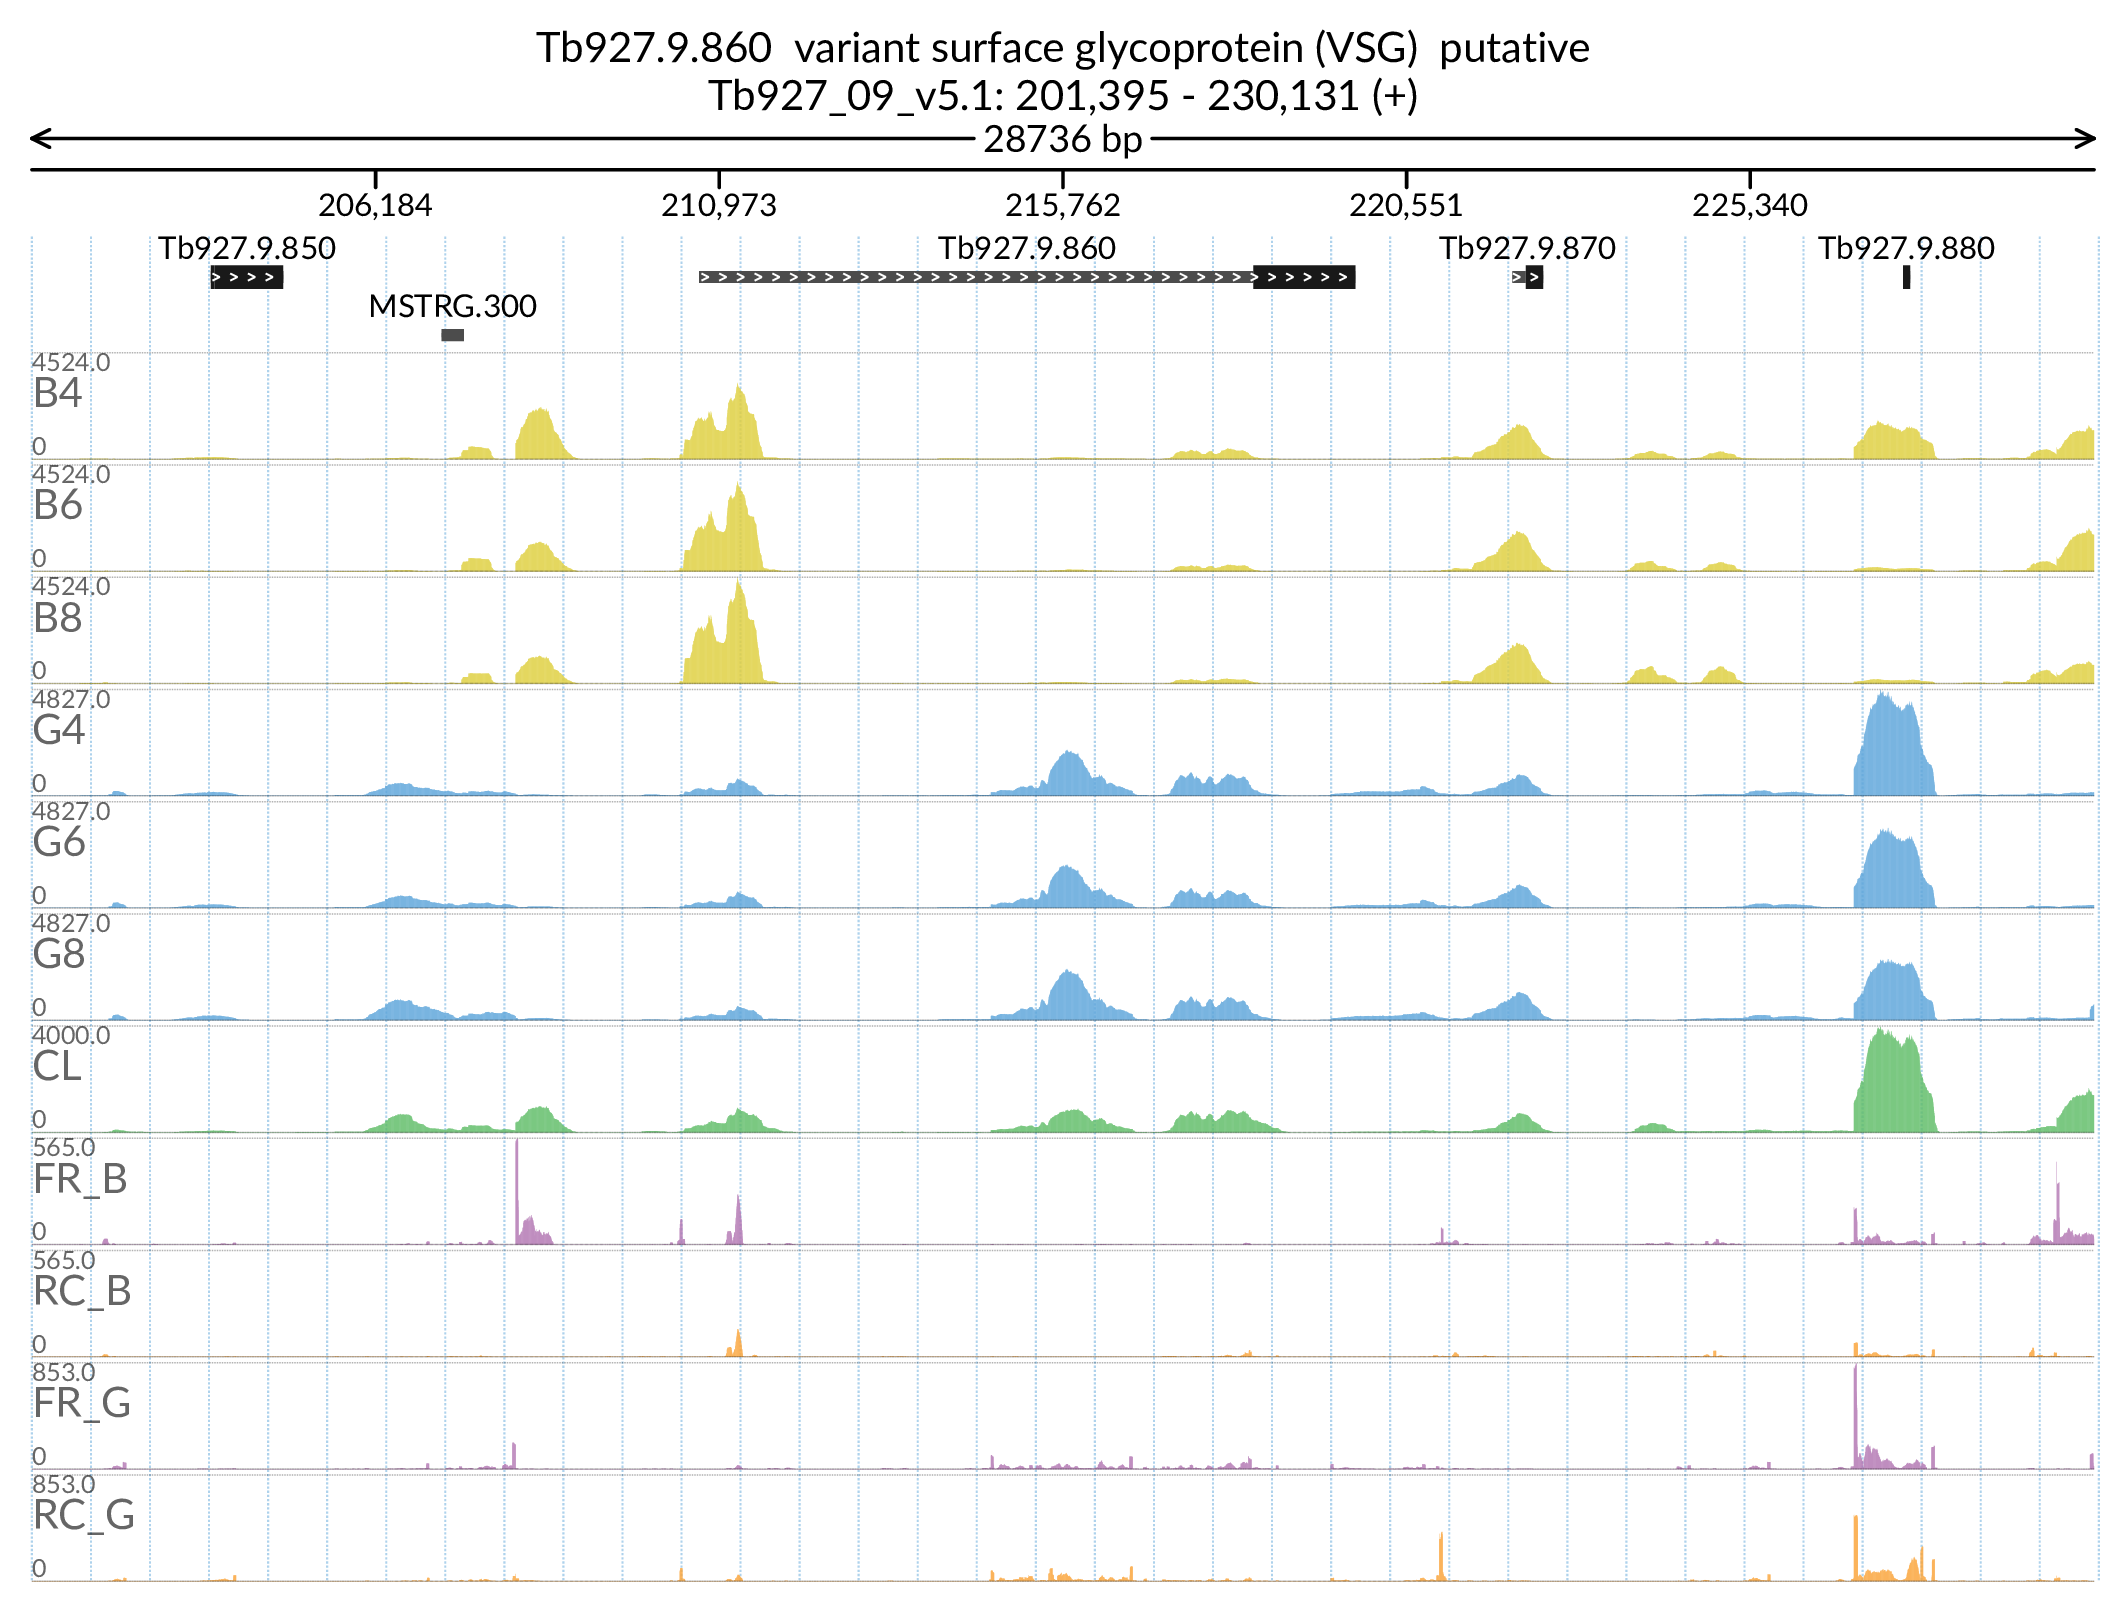 Tb927.9.860  variant surface glycoprotein (VSG)  putative
Tb927_09_v5.1: 201,395 - 230,131 (+)
28736 bp
206,184 210,973 215,762 220,551 225,340
Tb927.9.850 Tb927.9.860 Tb927.9.870 Tb927.9.880
MSTRG.300
4524.0
B4
0
4524.0
B6
0
4524.0
B8
0
4827.0
G4
0
4827.0
G6
0
4827.0
G8
0
4000.0
CL
0
565.0
FR_B
0
565.0
RC_B
0
853.0
FR_G
0
853.0
RC_G
0